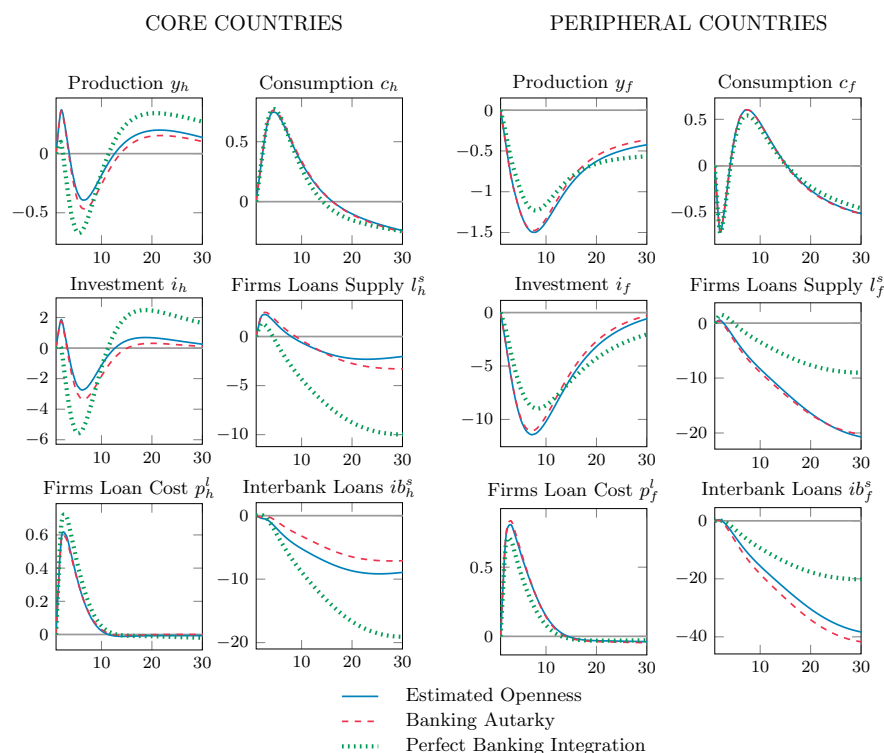 CORE COUNTRIES
PERIPHERAL COUNTRIES
Production y_h
0
−0.5
10 20 30
Consumption c_h
0.5
0
10 20 30
Production y_f
0
−0.5
−1.0
−1.5
10 20 30
Consumption c_f
0.5
0
−0.5
10 20 30
Investment i_h
2
0
−2
−4
−6
10 20 30
Firms Loans Supply l_h^s
0
−5
−10
10 20 30
Investment i_f
0
−5
−10
10 20 30
Firms Loans Supply l_f^s
0
−10
−20
10 20 30
Firms Loan Cost p_h^l
0.6
0.4
0.2
0
10 20 30
Interbank Loans ib_h^s
0
−10
−20
10 20 30
Firms Loan Cost p_f^l
0.5
0
10 20 30
Interbank Loans ib_f^s
0
−20
−40
10 20 30
Estimated Openness
Banking Autarky
Perfect Banking Integration